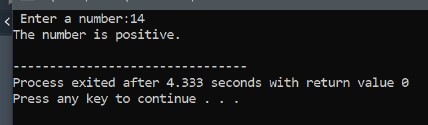 Enter a number:14
The number is positive.
--------------------------------
Process exited after 4.333 seconds with return value 0
Press any key to continue . . .